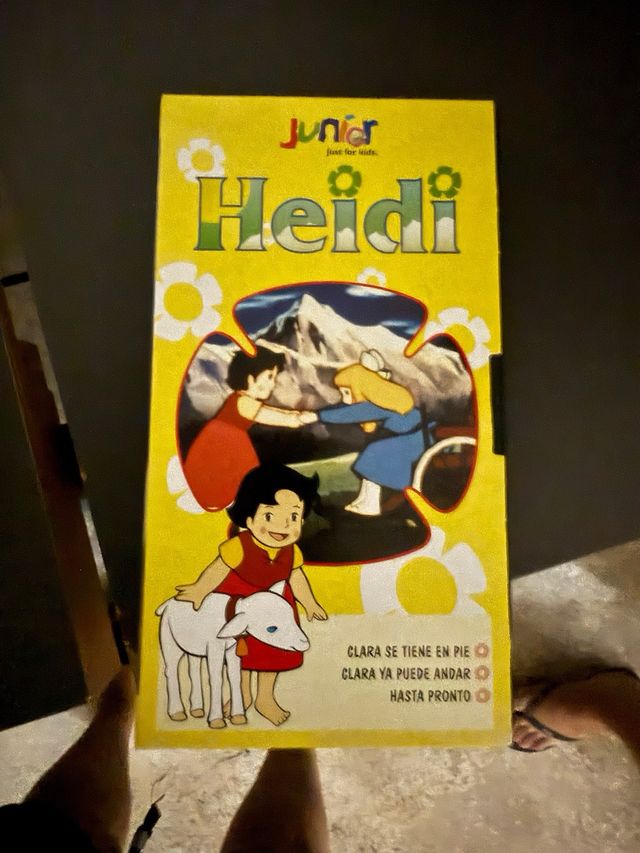 junior
just for kids.
Heidi
CLARA SE TIENE EN PIE
CLARA YA PUEDE ANDAR
HASTA PRONTO